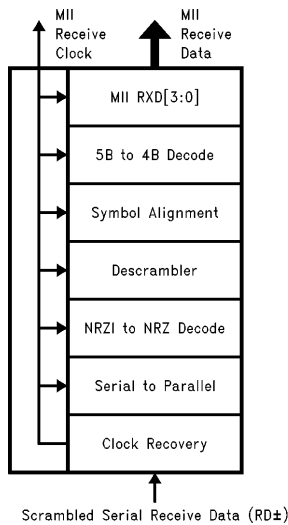 MII
Receive
Clock
MII
Receive
Data
MII RXD[3:0]
5B to 4B Decode
Symbol Alignment
Descrambler
NRZI to NRZ Decode
Serial to Parallel
Clock Recovery
Scrambled Serial Receive Data (RD±)